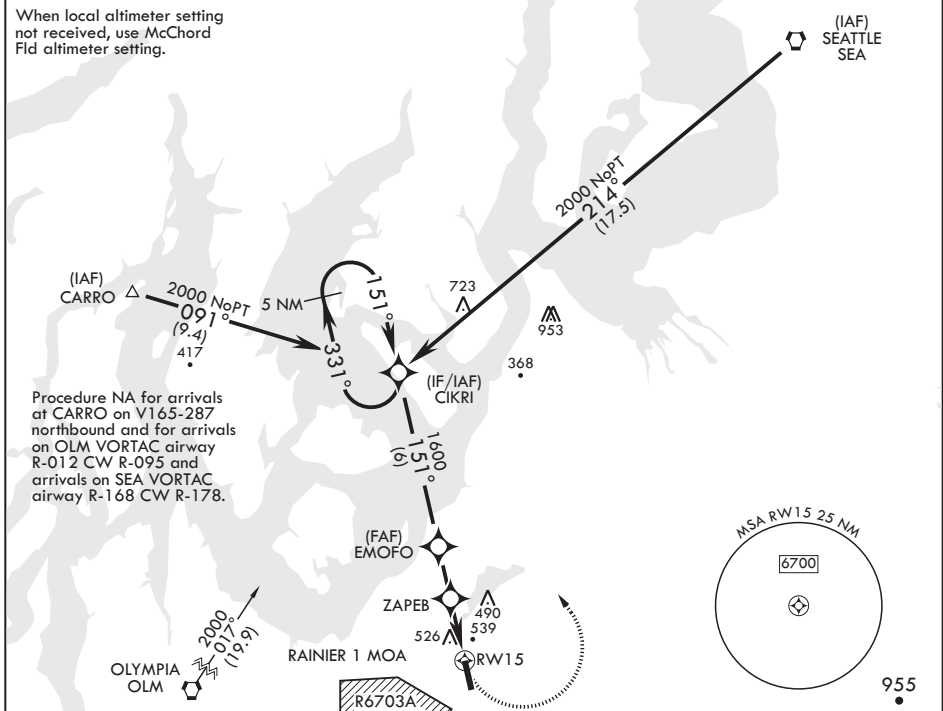 When local altimeter setting
not received, use McChord
Fld altimeter setting.
(IAF)
SEATTLE
SEA
2000 NoPT
214°
(17.5)
(IAF)
CARRO
2000 NoPT
091°
(9.4)
417
5 NM
151°
331°
723
953
368
(IF/IAF)
CIKRI
Procedure NA for arrivals
at CARRO on V165-287
northbound and for arrivals
on OLM VORTAC airway
R-012 CW R-095 and
arrivals on SEA VORTAC
airway R-168 CW R-178.
1600
151°
(6)
(FAF)
EMOFO
ZAPEB
490
539
526
RW15
RAINIER 1 MOA
R6703A
2000
017°
(19.9)
OLYMPIA
OLM
MSA RW15 25 NM
6700
955